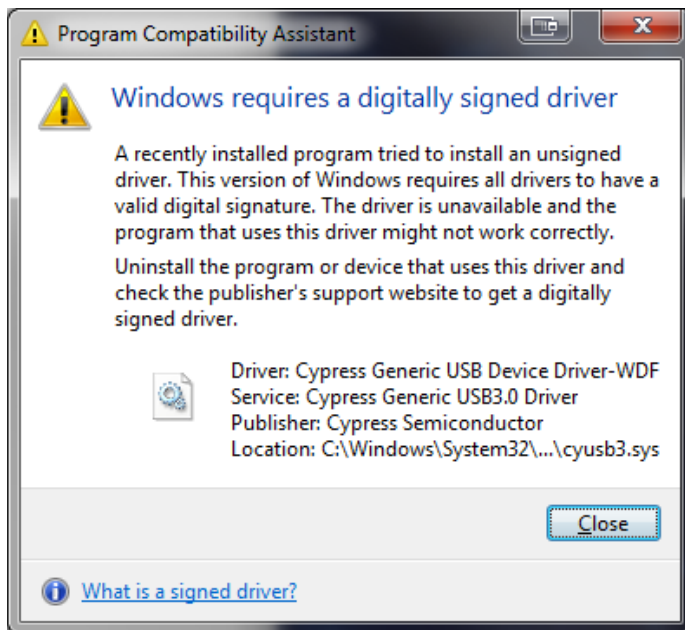 Program Compatibility Assistant
Windows requires a digitally signed driver
A recently installed program tried to install an unsigned
driver. This version of Windows requires all drivers to have a
valid digital signature. The driver is unavailable and the
program that uses this driver might not work correctly.
Uninstall the program or device that uses this driver and
check the publisher's support website to get a digitally
signed driver.
Driver: Cypress Generic USB Device Driver-WDF
Service: Cypress Generic USB3.0 Driver
Publisher: Cypress Semiconductor
Location: C:\Windows\System32\...\cyusb3.sys
Close
What is a signed driver?